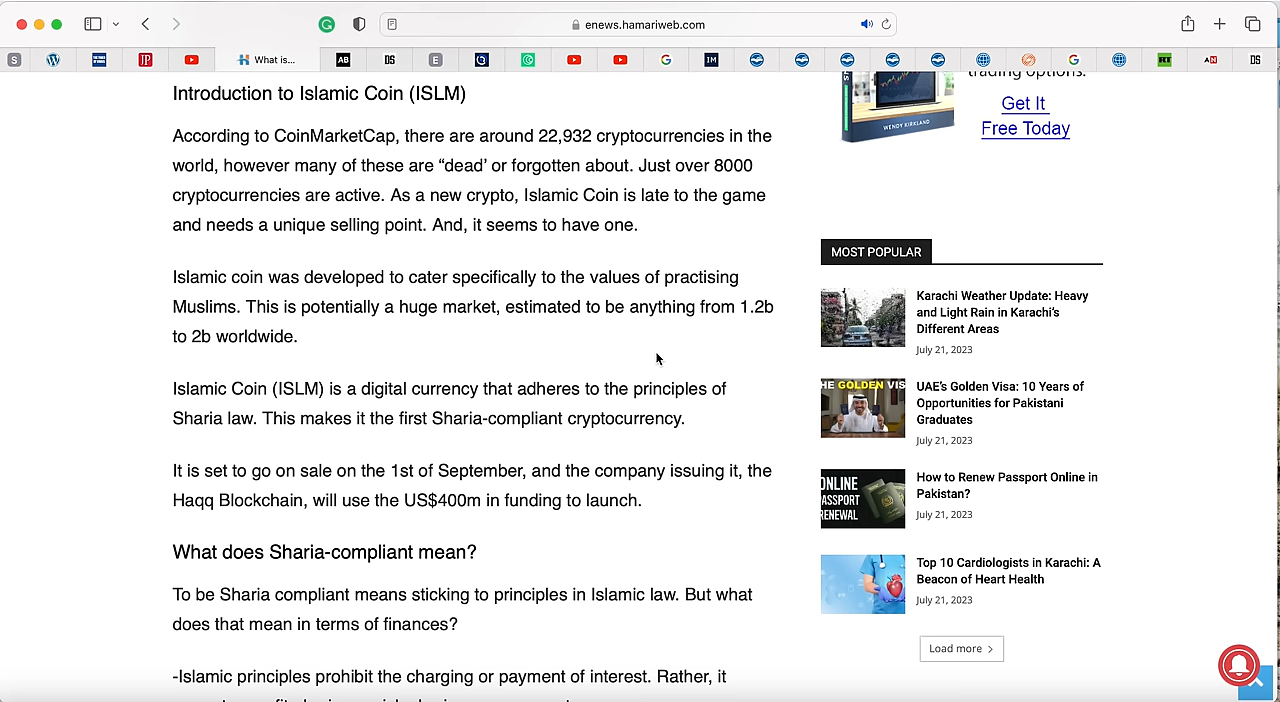 enews.hamariweb.com
What is...
Introduction to Islamic Coin (ISLM)
According to CoinMarketCap, there are around 22,932 cryptocurrencies in the
world, however many of these are “dead’ or forgotten about. Just over 8000
cryptocurrencies are active. As a new crypto, Islamic Coin is late to the game
and needs a unique selling point. And, it seems to have one.
Islamic coin was developed to cater specifically to the values of practising
Muslims. This is potentially a huge market, estimated to be anything from 1.2b
to 2b worldwide.
Islamic Coin (ISLM) is a digital currency that adheres to the principles of
Sharia law. This makes it the first Sharia-compliant cryptocurrency.
It is set to go on sale on the 1st of September, and the company issuing it, the
Haqq Blockchain, will use the US$400m in funding to launch.
What does Sharia-compliant mean?
To be Sharia compliant means sticking to principles in Islamic law. But what
does that mean in terms of finances?
-Islamic principles prohibit the charging or payment of interest. Rather, it
trading options.
Get It
Free Today
WENDY KIRKLAND
MOST POPULAR
Karachi Weather Update: Heavy
and Light Rain in Karachi’s
Different Areas
July 21, 2023
HE GOLDEN VIS
UAE’s Golden Visa: 10 Years of
Opportunities for Pakistani
Graduates
July 21, 2023
ONLINE
PASSPORT
RENEWAL
How to Renew Passport Online in
Pakistan?
July 21, 2023
Top 10 Cardiologists in Karachi: A
Beacon of Heart Health
July 21, 2023
Load more